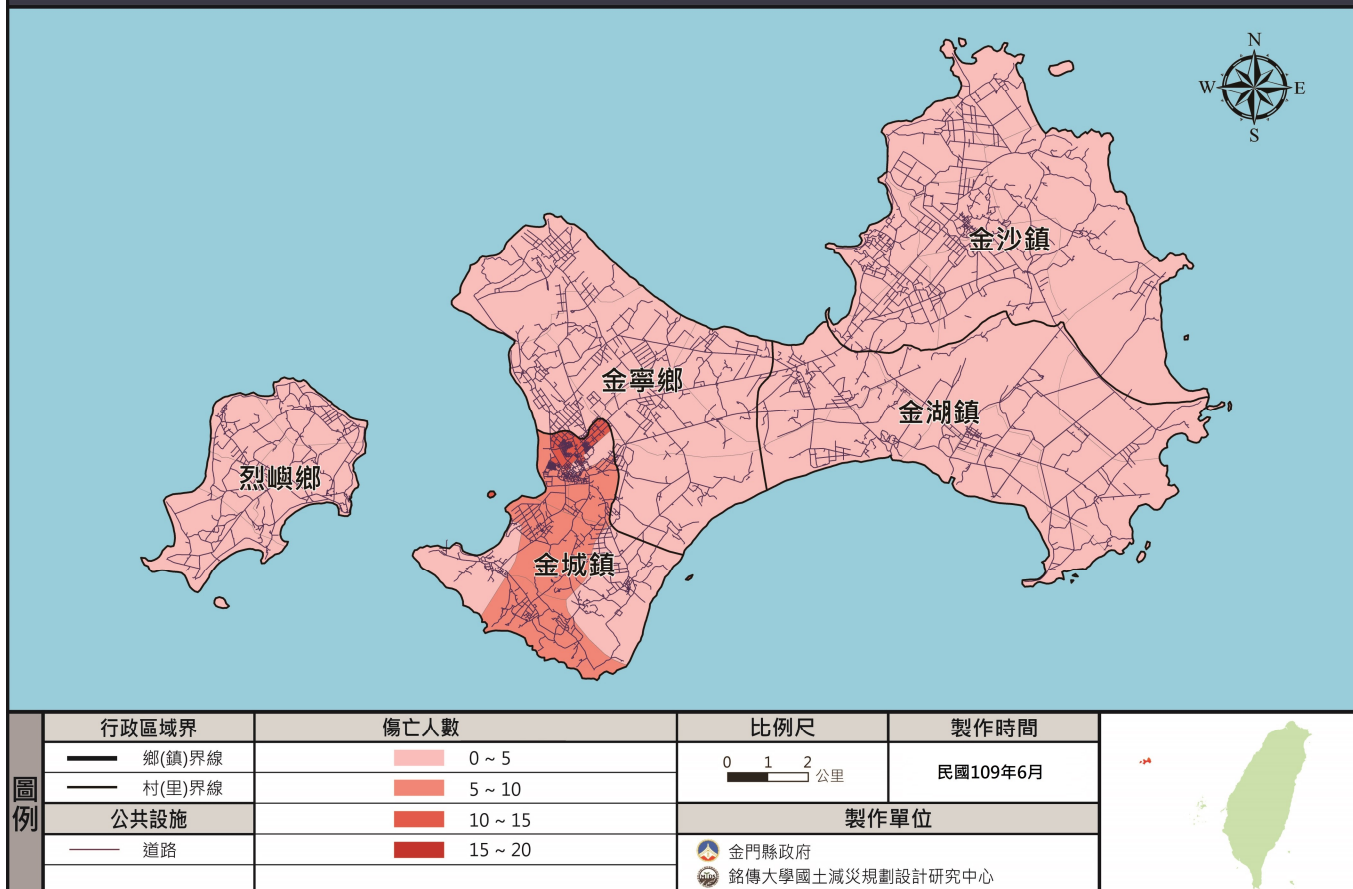 N
W
E
S
金沙鎮
金寧鄉
金湖鎮
烈嶼鄉
金城鎮
圖例
行政區域界
鄉(鎮)界線
村(里)界線
公共設施
道路
傷亡人數
0 ~ 5
5 ~ 10
10 ~ 15
15 ~ 20
比例尺
0 1 2
公里
製作時間
民國109年6月
製作單位
金門縣政府
銘傳大學國土減災規劃設計研究中心